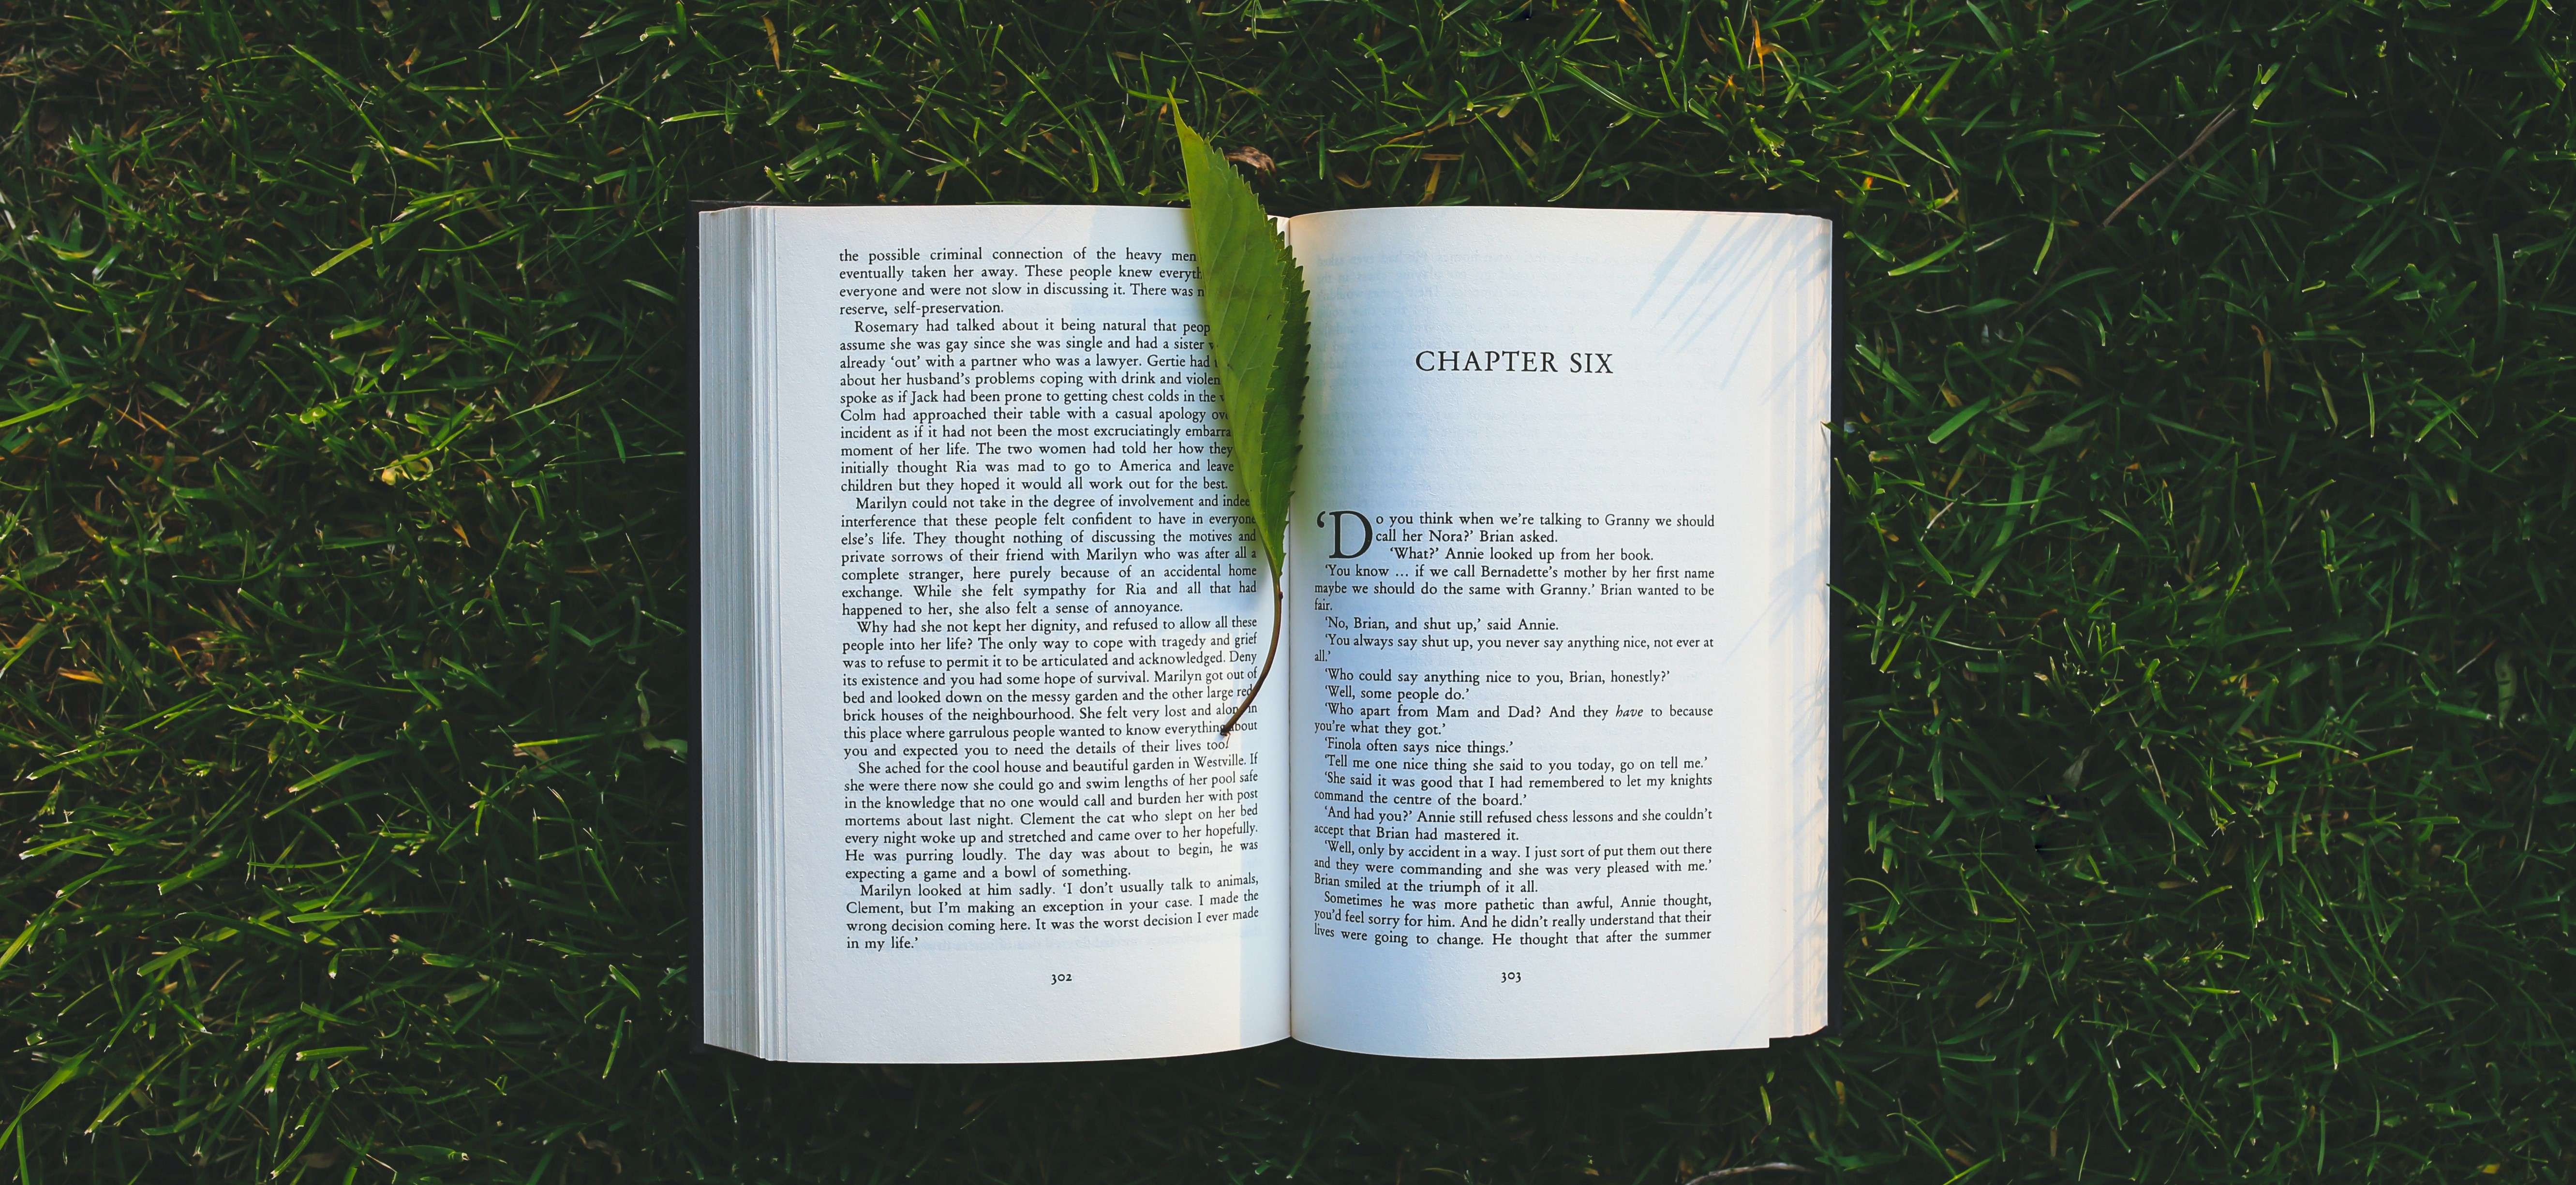 the possible criminal connection of the heavy men
eventually taken her away. These people knew
everyone and were not slow in discussing it. There was
reserve, self-preservation.
Rosemary had talked about it being natural that
assume she was gay since she was single and had a sister
already ‘out’ with a partner who was a lawyer. Gertie had
about her husband’s problems coping with drink and
spoke as if Jack had been prone to getting chest colds in the
Colm had approached their table with a casual apology
incident as if it had not been the most excruciatingly
moment of her life. The two women had told her how they
initially thought Ria was mad to go to America and leave
children but they hoped it would all work out for the best.
Marilyn could not take in the degree of involvement and indeed
interference that these people felt confident to have in everyone
else’s life. They thought nothing of discussing the motives and
private sorrows of their friend with Marilyn who was after all a
complete stranger, here purely because of an accidental home
exchange. While she felt sympathy for Ria and all that had
happened to her, she also felt a sense of annoyance.
Why had she not kept her dignity, and refused to allow all these
people into her life? The only way to cope with tragedy and grief
was to refuse to permit it to be articulated and acknowledged. Deny
its existence and you had some hope of survival. Marilyn got out of
bed and looked down on the messy garden and the other large red-
brick houses of the neighbourhood. She felt very lost and alone in
this place where garrulous people wanted to know everything about
you and expected you to need the details of their lives too.
She ached for the cool house and beautiful garden in Westville. If
she were there now she could go and swim lengths of her pool safe
in the knowledge that no one would call and burden her with post
mortems about last night. Clement the cat who slept on her bed
every night woke up and stretched and came over to her hopefully.
He was purring loudly. The day was about to begin, he was
expecting a game and a bowl of something.
Marilyn looked at him sadly. ‘I don’t usually talk to animals,
Clement, but I’m making an exception in your case. I made the
wrong decision coming here. It was the worst decision I ever made
in my life.’
302
CHAPTER SIX
‘Do you think when we’re talking to Granny we should
call her Nora?’ Brian asked.
‘What?’ Annie looked up from her book.
‘You know ... if we call Bernadette’s mother by her first name
maybe we should do the same with Granny.’ Brian wanted to be
fair.
‘No, Brian, and shut up,’ said Annie.
‘You always say shut up, you never say anything nice, not ever at
all.’
‘Who could say anything nice to you, Brian, honestly?’
‘Well, some people do.’
‘Who apart from Mam and Dad? And they have to because
you’re what they got.’
‘Finola often says nice things.’
‘Tell me one nice thing she said to you today, go on tell me.’
‘She said it was good that I had remembered to let my knights
command the centre of the board.’
‘And had you?’ Annie still refused chess lessons and she couldn’t
accept that Brian had mastered it.
‘Well, only by accident in a way. I just sort of put them out there
and they were commanding and she was very pleased with me.’
Brian smiled at the triumph of it all.
Sometimes he was more pathetic than awful, Annie thought,
you’d feel sorry for him. And he didn’t really understand that their
lives were going to change. He thought that after the summer
303